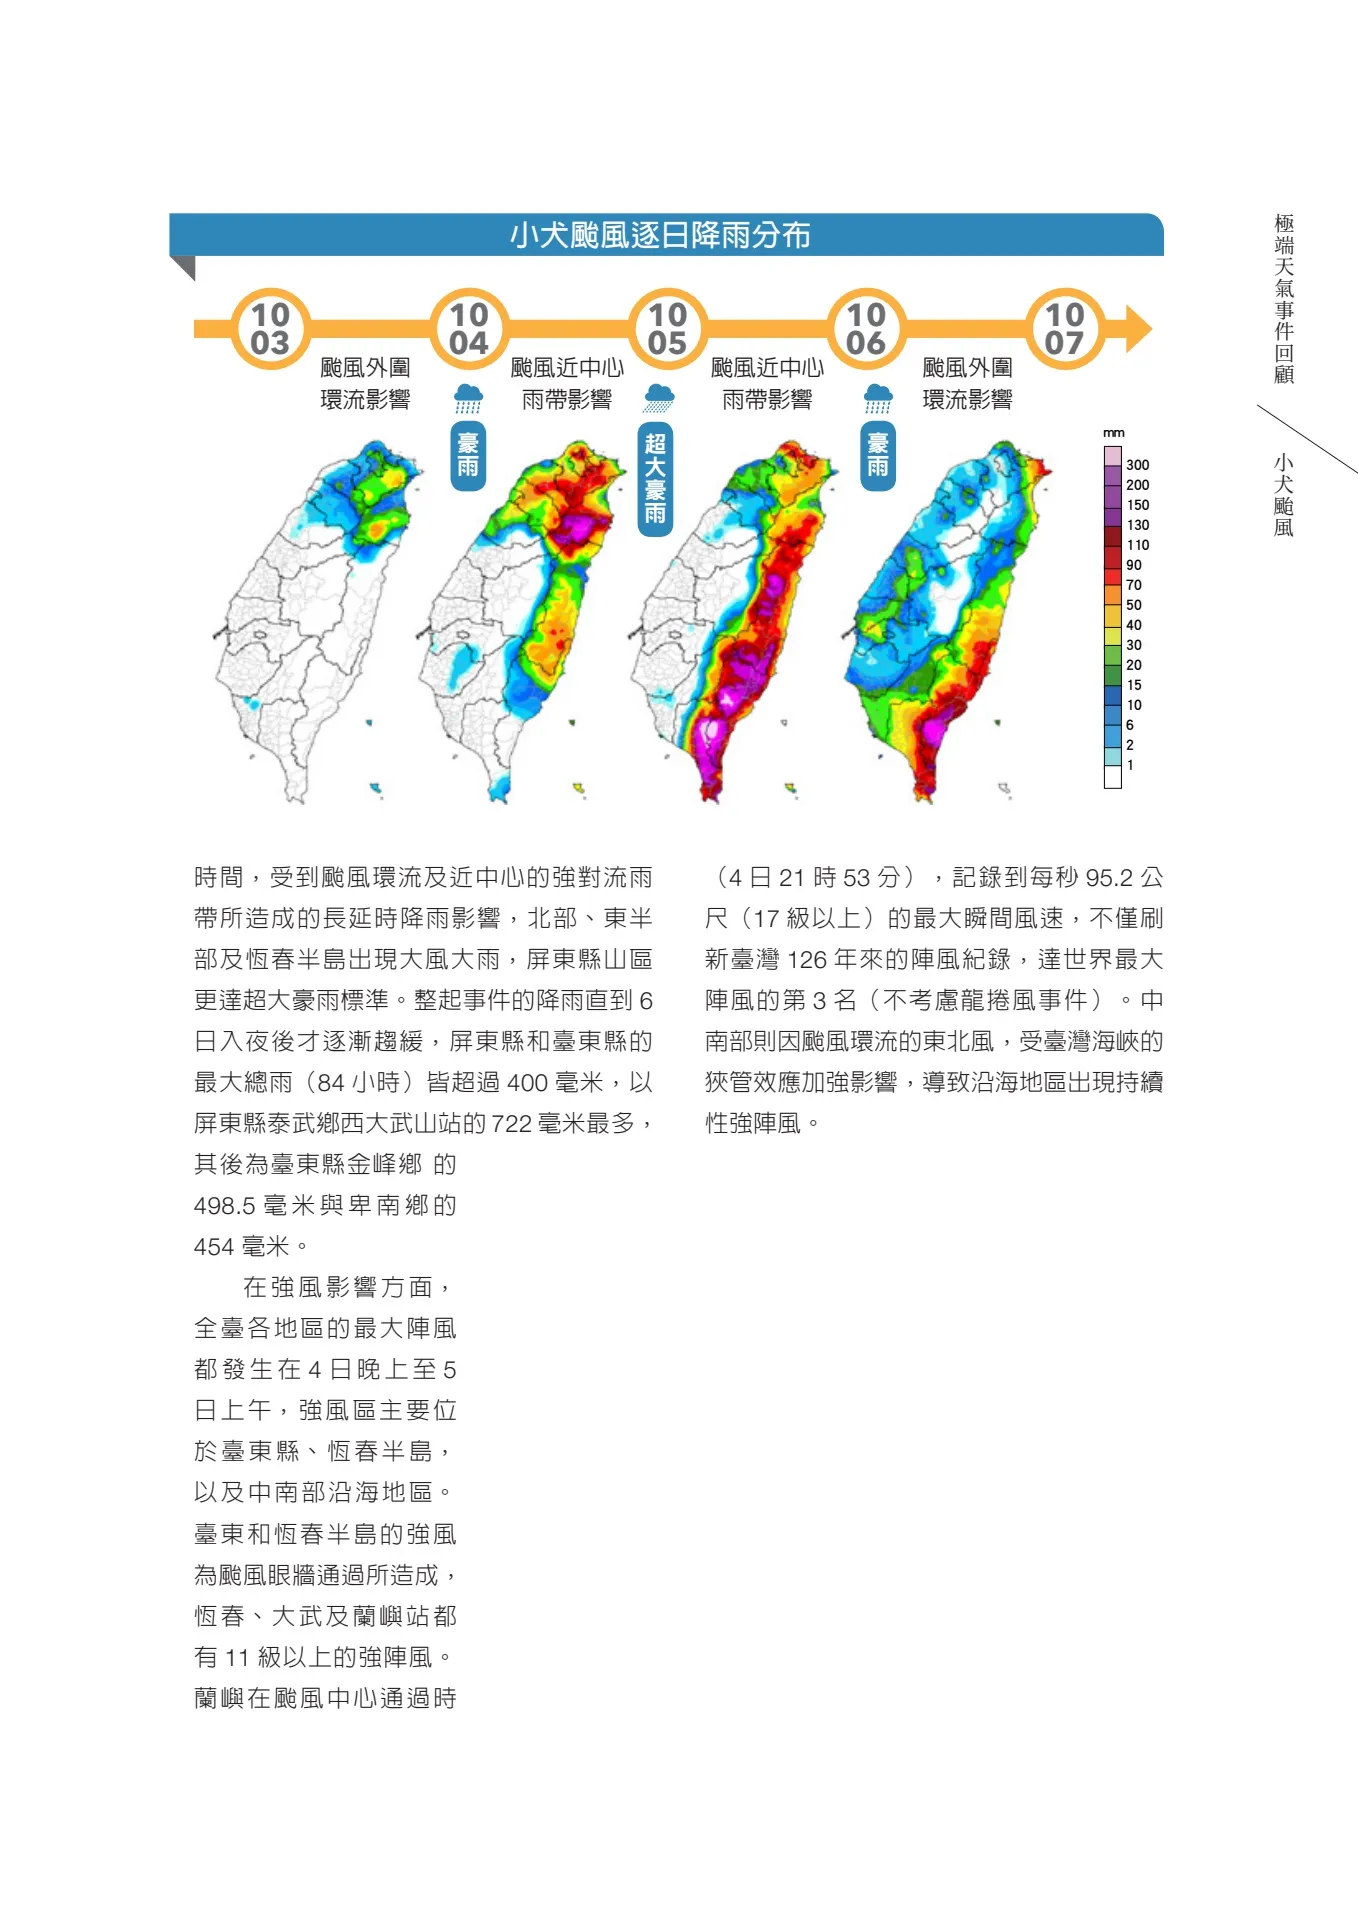 小犬颱風逐日降雨分布
10
03
10
04
10
05
10
06
10
07
颱風外圍
環流影響
颱風近中心
雨帶影響
颱風近中心
雨帶影響
颱風外圍
環流影響
豪雨
超大豪雨
豪雨
mm
300
200
150
130
110
90
70
50
40
30
20
15
10
6
2
1
時間，受到颱風環流及近中心的強對流雨
帶所造成的長延時降雨影響，北部、東半
部及恆春半島出現大風大雨，屏東縣山區
更達超大豪雨標準。整起事件的降雨直到 6
日入夜後才逐漸趨緩，屏東縣和臺東縣的
最大總雨（84 小時）皆超過 400 毫米，以
屏東縣泰武鄉西大武山站的 722 毫米最多，
其後為臺東縣金峰鄉 的
498.5 毫米與卑南鄉的
454 毫米。
在強風影響方面，
全臺各地區的最大陣風
都發生在 4 日晚上至 5
日上午，強風區主要位
於臺東縣、恆春半島，
以及中南部沿海地區。
臺東和恆春半島的強風
為颱風眼牆通過所造成，
恆春、大武及蘭嶼站都
有 11 級以上的強陣風。
蘭嶼在颱風中心通過時
（4 日 21 時 53 分），記錄到每秒 95.2 公
尺（17 級以上）的最大瞬間風速，不僅刷
新臺灣 126 年來的陣風紀錄，達世界最大
陣風的第 3 名（不考慮龍捲風事件）。中
南部則因颱風環流的東北風，受臺灣海峽的
狹管效應加強影響，導致沿海地區出現持續
性強陣風。
極端天氣事件回顧
小犬颱風